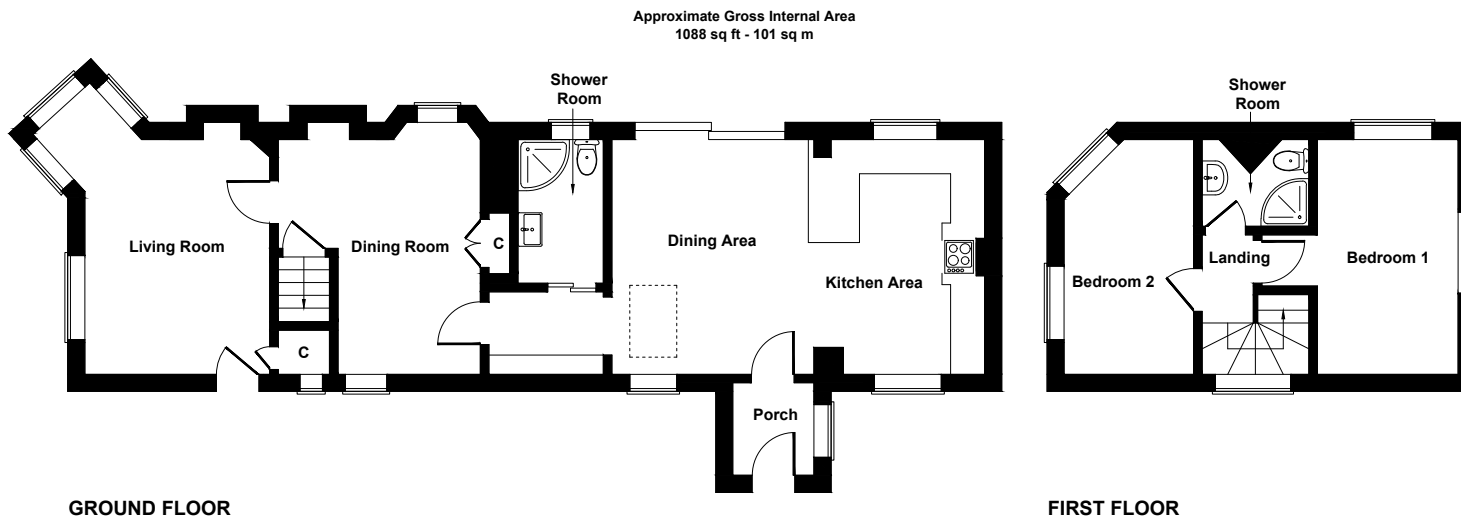 Approximate Gross Internal Area
1088 sq ft - 101 sq m
Shower
Room
Living Room
Dining Room
C
C
Dining Area
Kitchen Area
Porch
GROUND FLOOR
Shower
Room
Bedroom 2
Landing
Bedroom 1
FIRST FLOOR